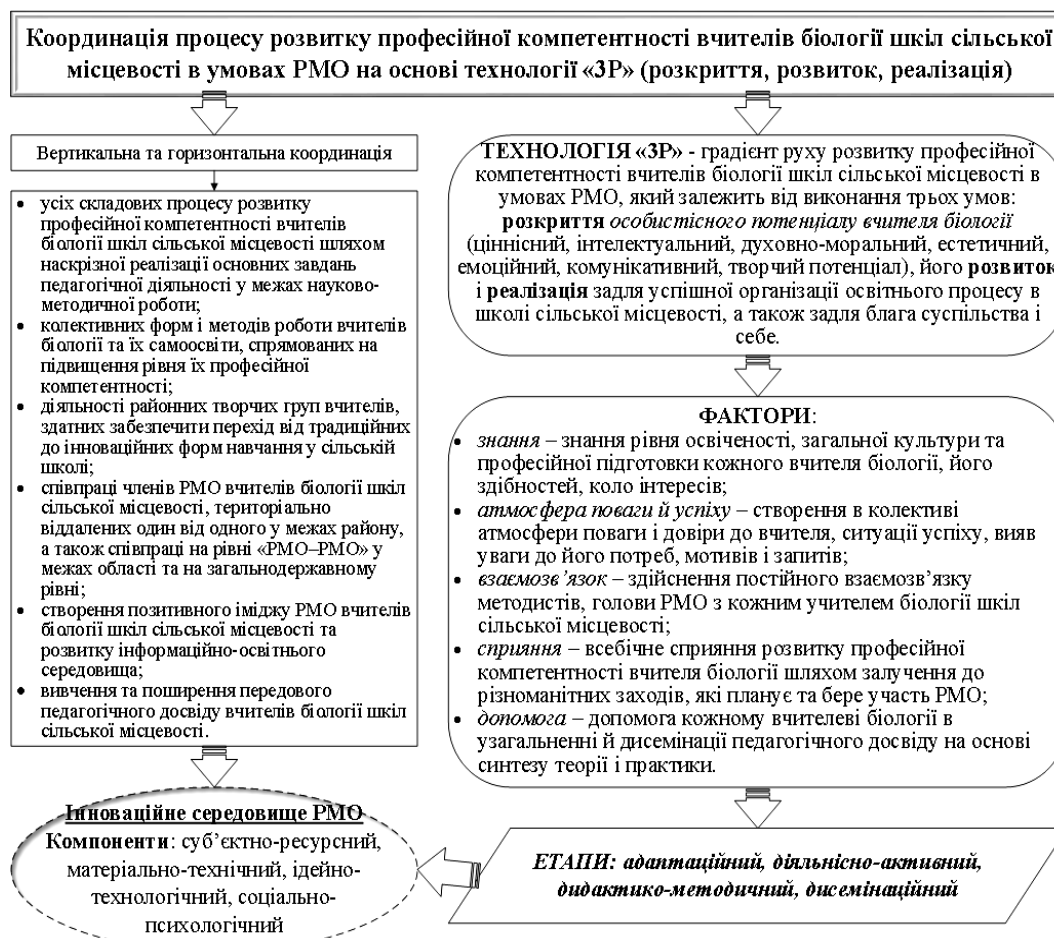 Координація процесу розвитку професійної компетентності вчителів біології шкіл сільської
місцевості в умовах РМО на основі технології «3Р» (розкриття, розвиток, реалізація)
Вертикальна та горизонтальна координація
• усіх складових процесу розвитку
професійної компетентності вчителів
біології шкіл сільської місцевості шляхом
наскрізної реалізації основних завдань
педагогічної діяльності у межах науково-
методичної роботи;
• колективних форм і методів роботи вчителів
біології та їх самоосвіти, спрямованих на
підвищення рівня їх професійної
компетентності;
• діяльності районних творчих груп вчителів,
здатних забезпечити перехід від традиційних
до інноваційних форм навчання у сільській
школі;
• співпраці членів РМО вчителів біології шкіл
сільської місцевості, територіально
віддалених один від одного у межах району,
а також співпраці на рівні «РМО–РМО» у
межах області та на загальнодержавному
рівні;
• створення позитивного іміджу РМО вчителів
біології шкіл сільської місцевості та
розвитку інформаційно-освітнього
середовища;
• вивчення та поширення передового
педагогічного досвіду вчителів біології шкіл
сільської місцевості.
Інноваційне середовище РМО
Компоненти: суб’єктно-ресурсний,
матеріально-технічний, ідейно-
технологічний, соціально-
психологічний
ТЕХНОЛОГІЯ «3Р» - градієнт руху розвитку професійної
компетентності вчителів біології шкіл сільської місцевості в
умовах РМО, який залежить від виконання трьох умов:
розкриття особистісного потенціалу вчителя біології
(ціннісний, інтелектуальний, духовно-моральний, естетичний,
емоційний, комунікативний, творчий потенціал), його розвиток
і реалізація задля успішної організації освітнього процесу в
школі сільської місцевості, а також задля блага суспільства і
себе.
ФАКТОРИ:
• знання – знання рівня освіченості, загальної культури та
професійної підготовки кожного вчителя біології, його
здібностей, коло інтересів;
• атмосфера поваги й успіху – створення в колективі
атмосфери поваги і довіри до вчителя, ситуації успіху, вияв
уваги до його потреб, мотивів і запитів;
• взаємозв’язок – здійснення постійного взаємозв’язку
методистів, голови РМО з кожним учителем біології шкіл
сільської місцевості;
• сприяння – всебічне сприяння розвитку професійної
компетентності вчителя біології шляхом залучення до
різноманітних заходів, які планує та бере участь РМО;
• допомога – допомога кожному вчителеві біології в
узагальненні й дисемінації педагогічного досвіду на основі
синтезу теорії і практики.
ЕТАПИ: адаптаційний, діяльнісно-активний,
дидактико-методичний, дисемінаційний